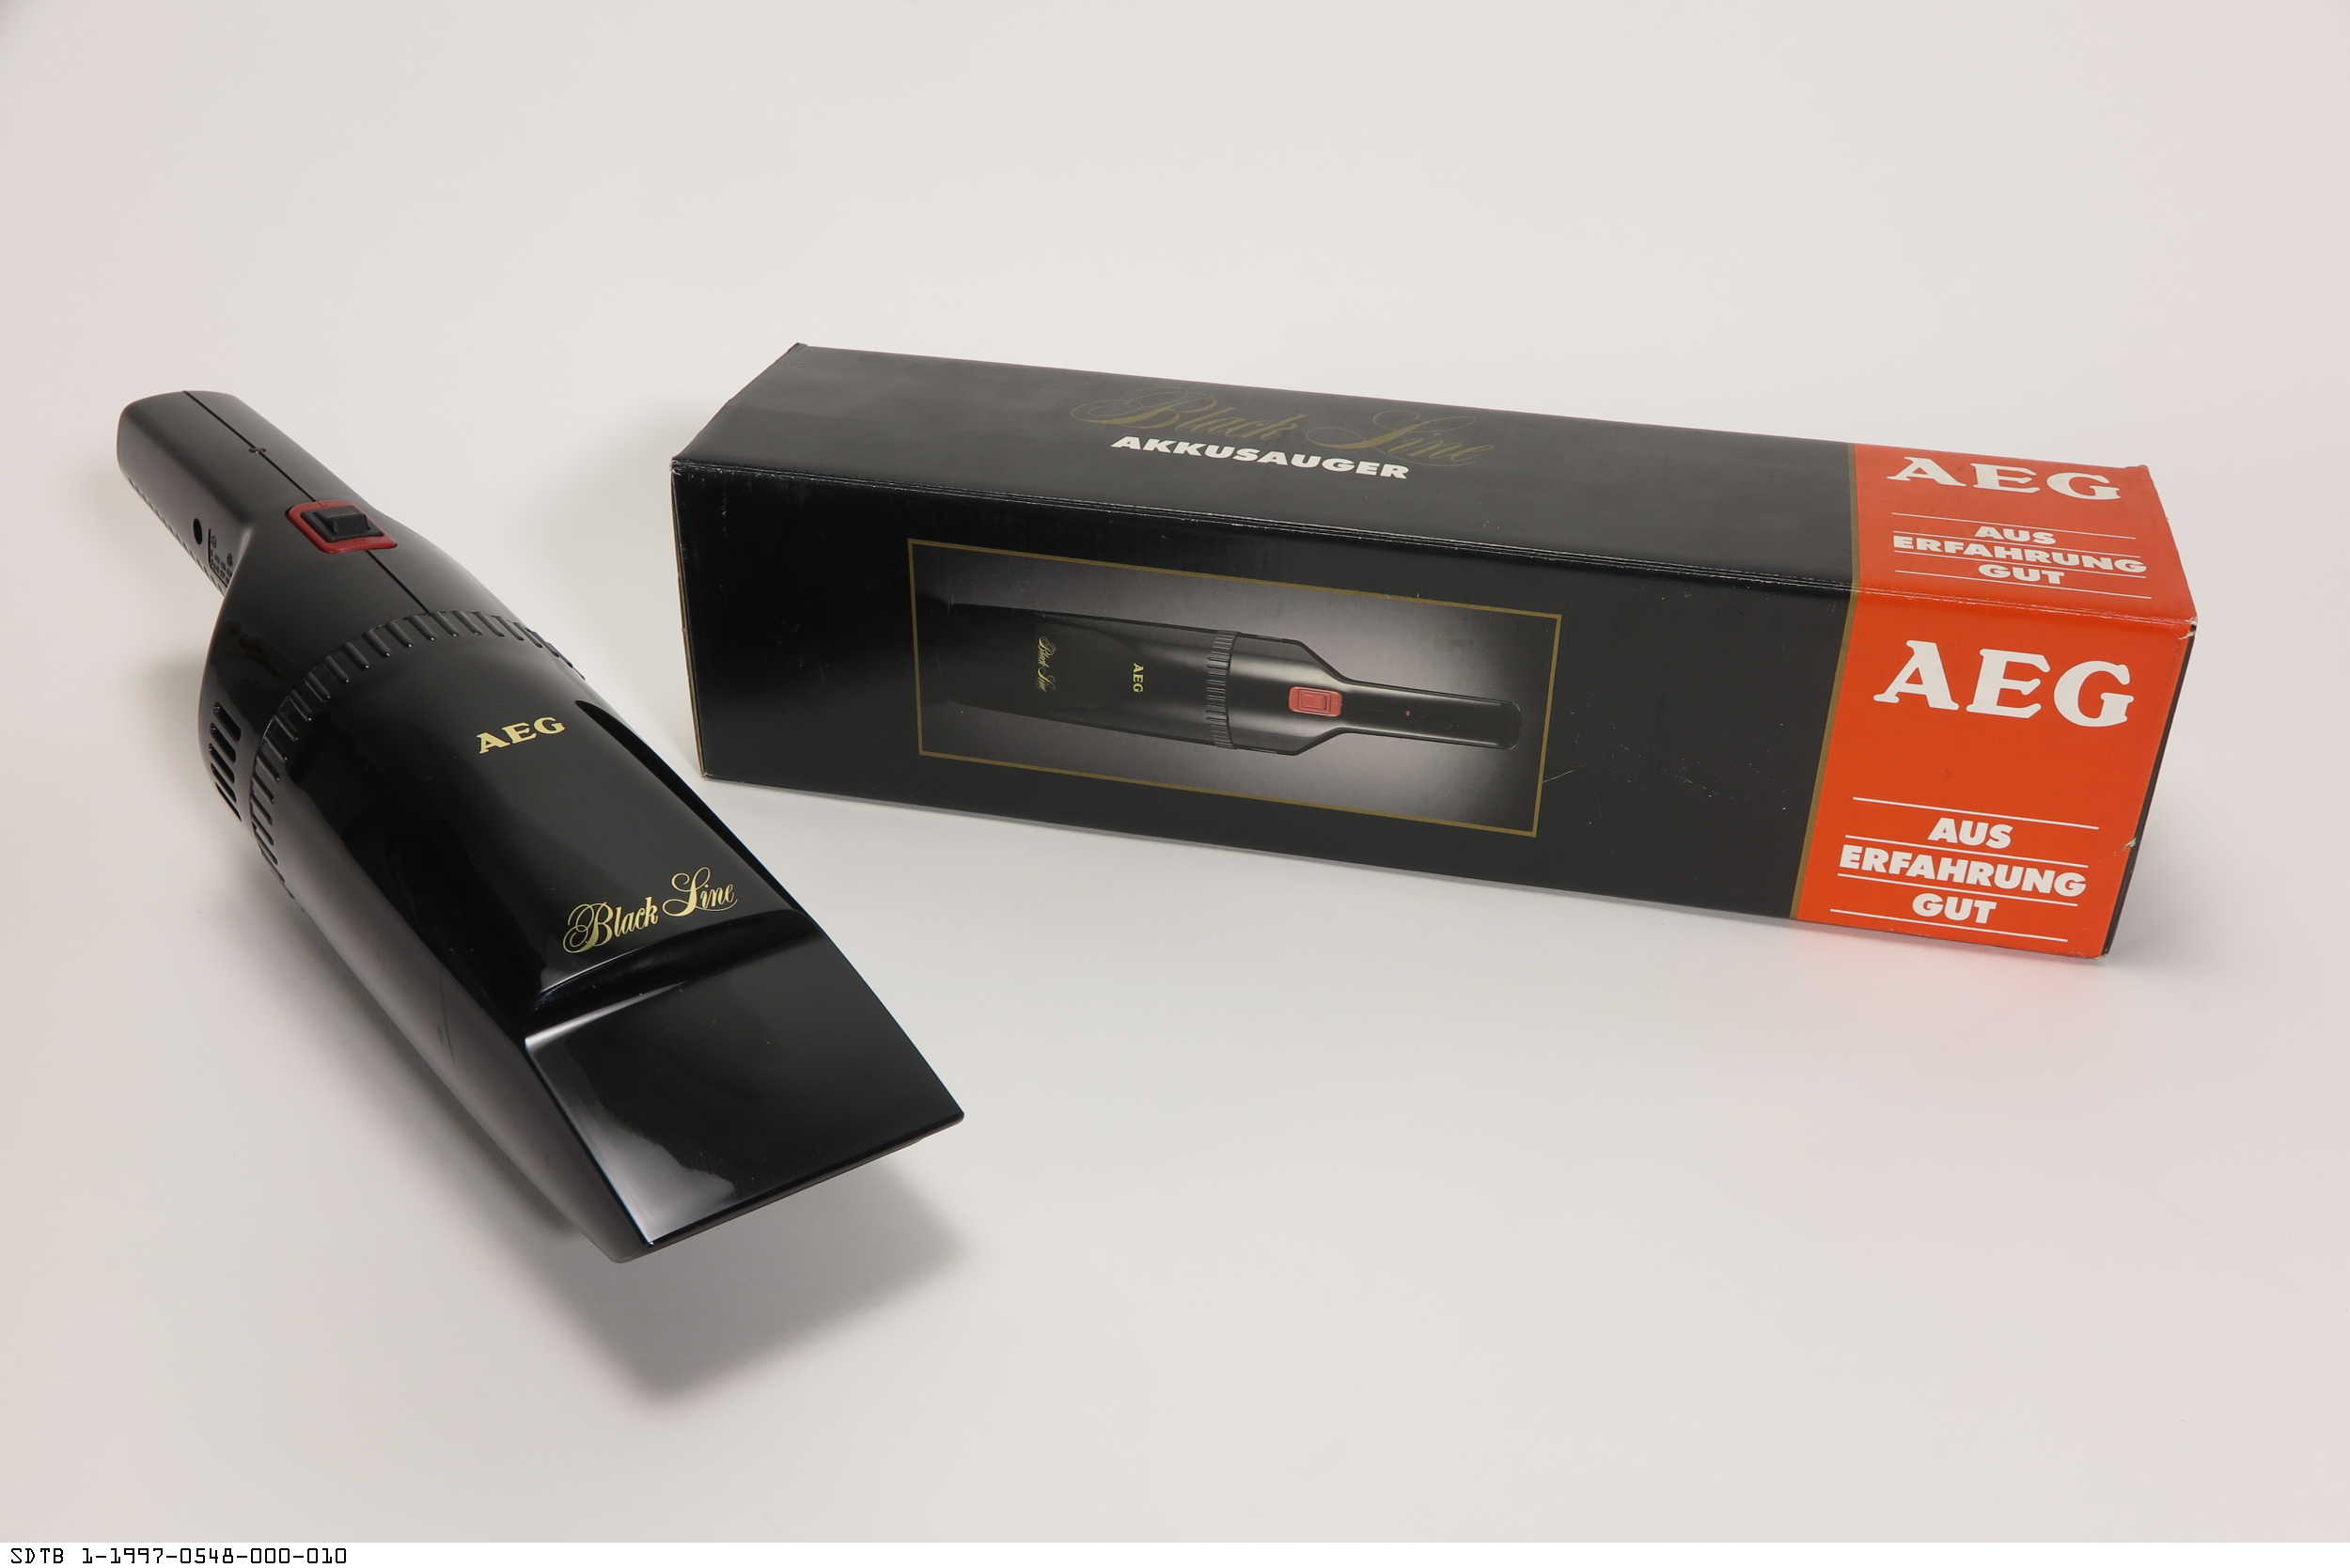 AEG
Black Line
Black Line
AKKUSAUGER
AEG
AUS
ERFAHRUNG
GUT
Black Line
AEG
AEG
AUS
ERFAHRUNG
GUT
SDTB 1-1997-0548-000-010